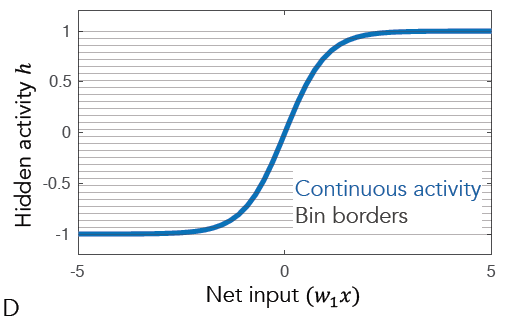 1
0.5
0
-0.5
-1
Hidden activity h
Continuous activity
Bin borders
-5 0 5
Net input (w₁x)
D